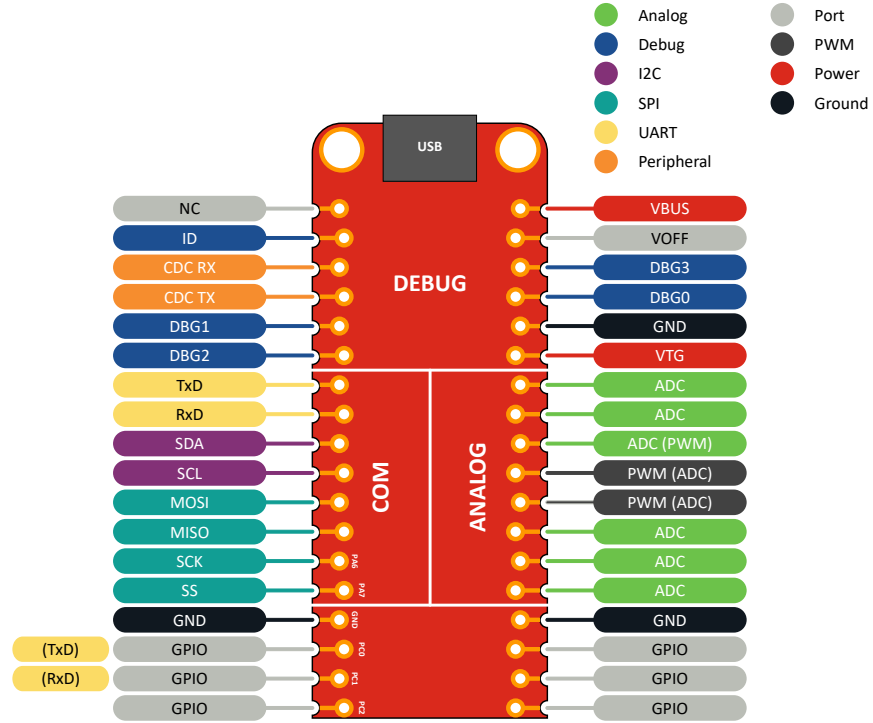 Analog
Debug
I2C
SPI
UART
Peripheral
Port
PWM
Power
Ground
USB
NC
ID
CDC RX
CDC TX
DBG1
DBG2
TxD
RxD
SDA
SCL
MOSI
MISO
SCK
SS
GND
(TxD) GPIO
(RxD) GPIO
GPIO
DEBUG
COM
ANALOG
PA6
PA7
GND
PC0
PC1
PC2
VBUS
VOFF
DBG3
DBG0
GND
VTG
ADC
ADC
ADC (PWM)
PWM (ADC)
PWM (ADC)
ADC
ADC
ADC
GND
GPIO
GPIO
GPIO